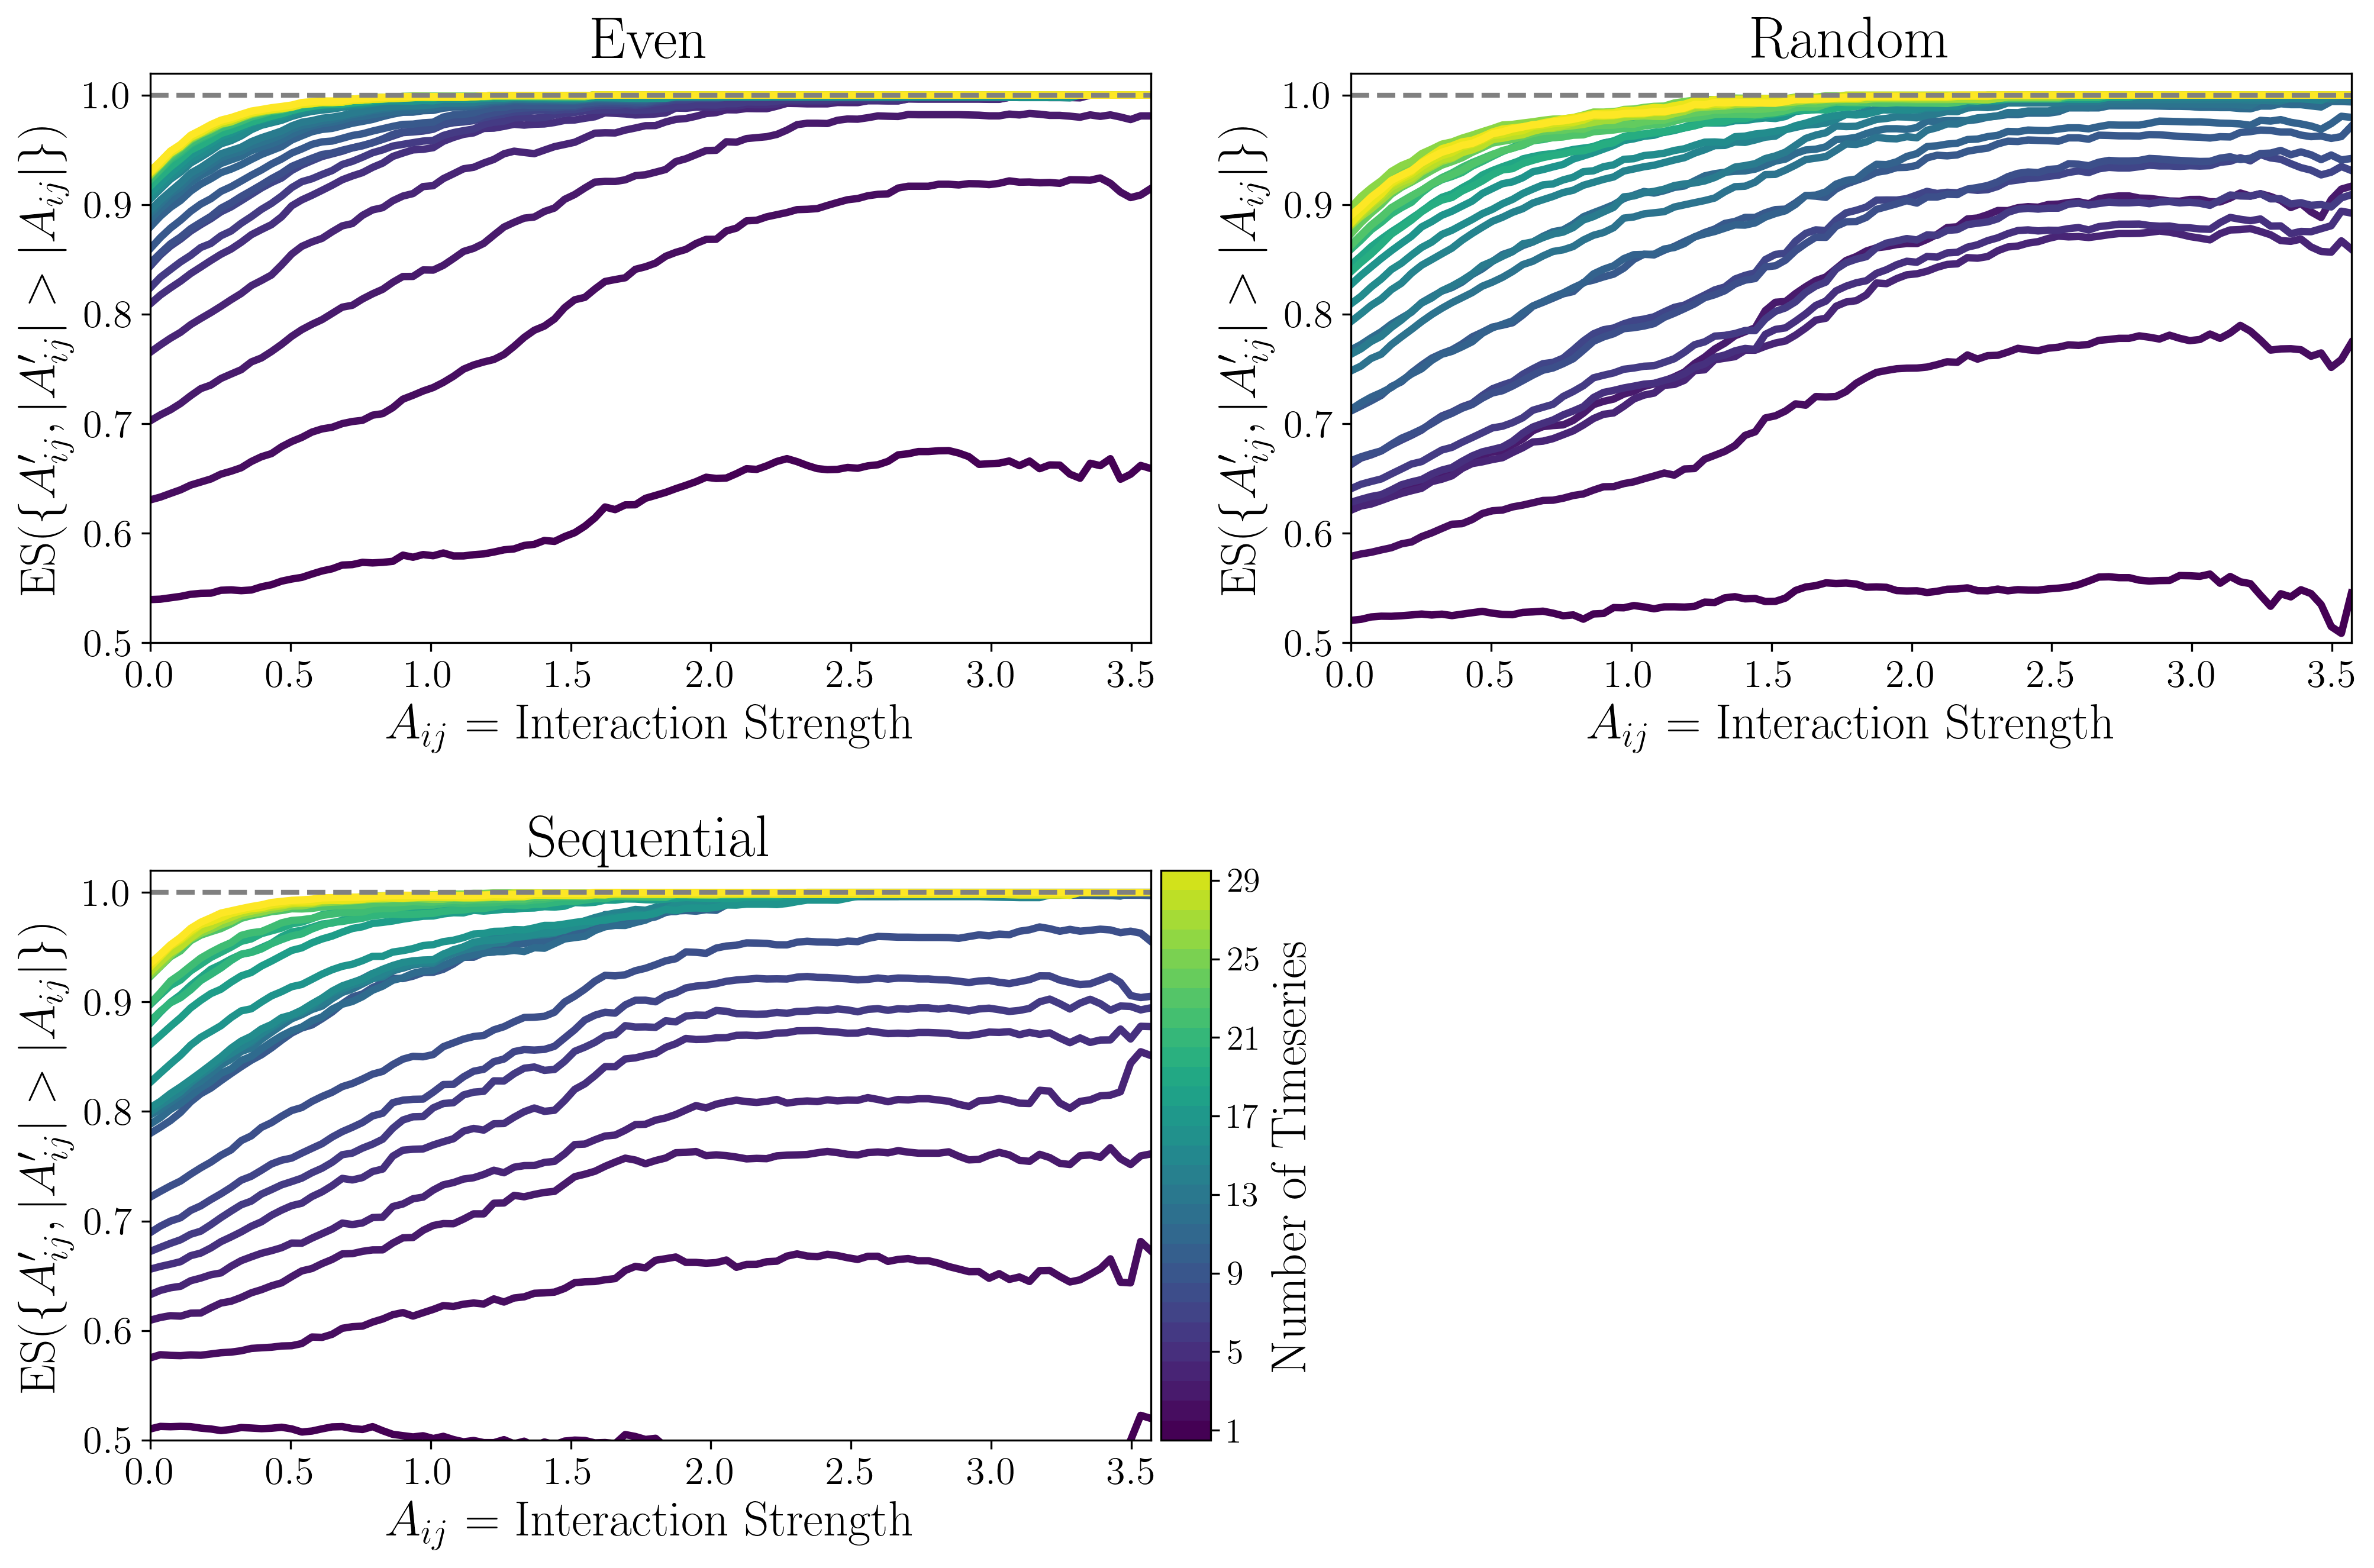 Even
1.0
0.9
0.8
0.7
0.6
0.5
ES({A'ij, |A'ij| > |Aij|})
0.0 0.5 1.0 1.5 2.0 2.5 3.0 3.5
Aij = Interaction Strength
Random
1.0
0.9
0.8
0.7
0.6
0.5
ES({A'ij, |A'ij| > |Aij|})
0.0 0.5 1.0 1.5 2.0 2.5 3.0 3.5
Aij = Interaction Strength
Sequential
1.0
0.9
0.8
0.7
0.6
0.5
ES({A'ij, |A'ij| > |Aij|})
0.0 0.5 1.0 1.5 2.0 2.5 3.0 3.5
Aij = Interaction Strength
29
25
21
17
13
9
5
1
Number of Timeseries